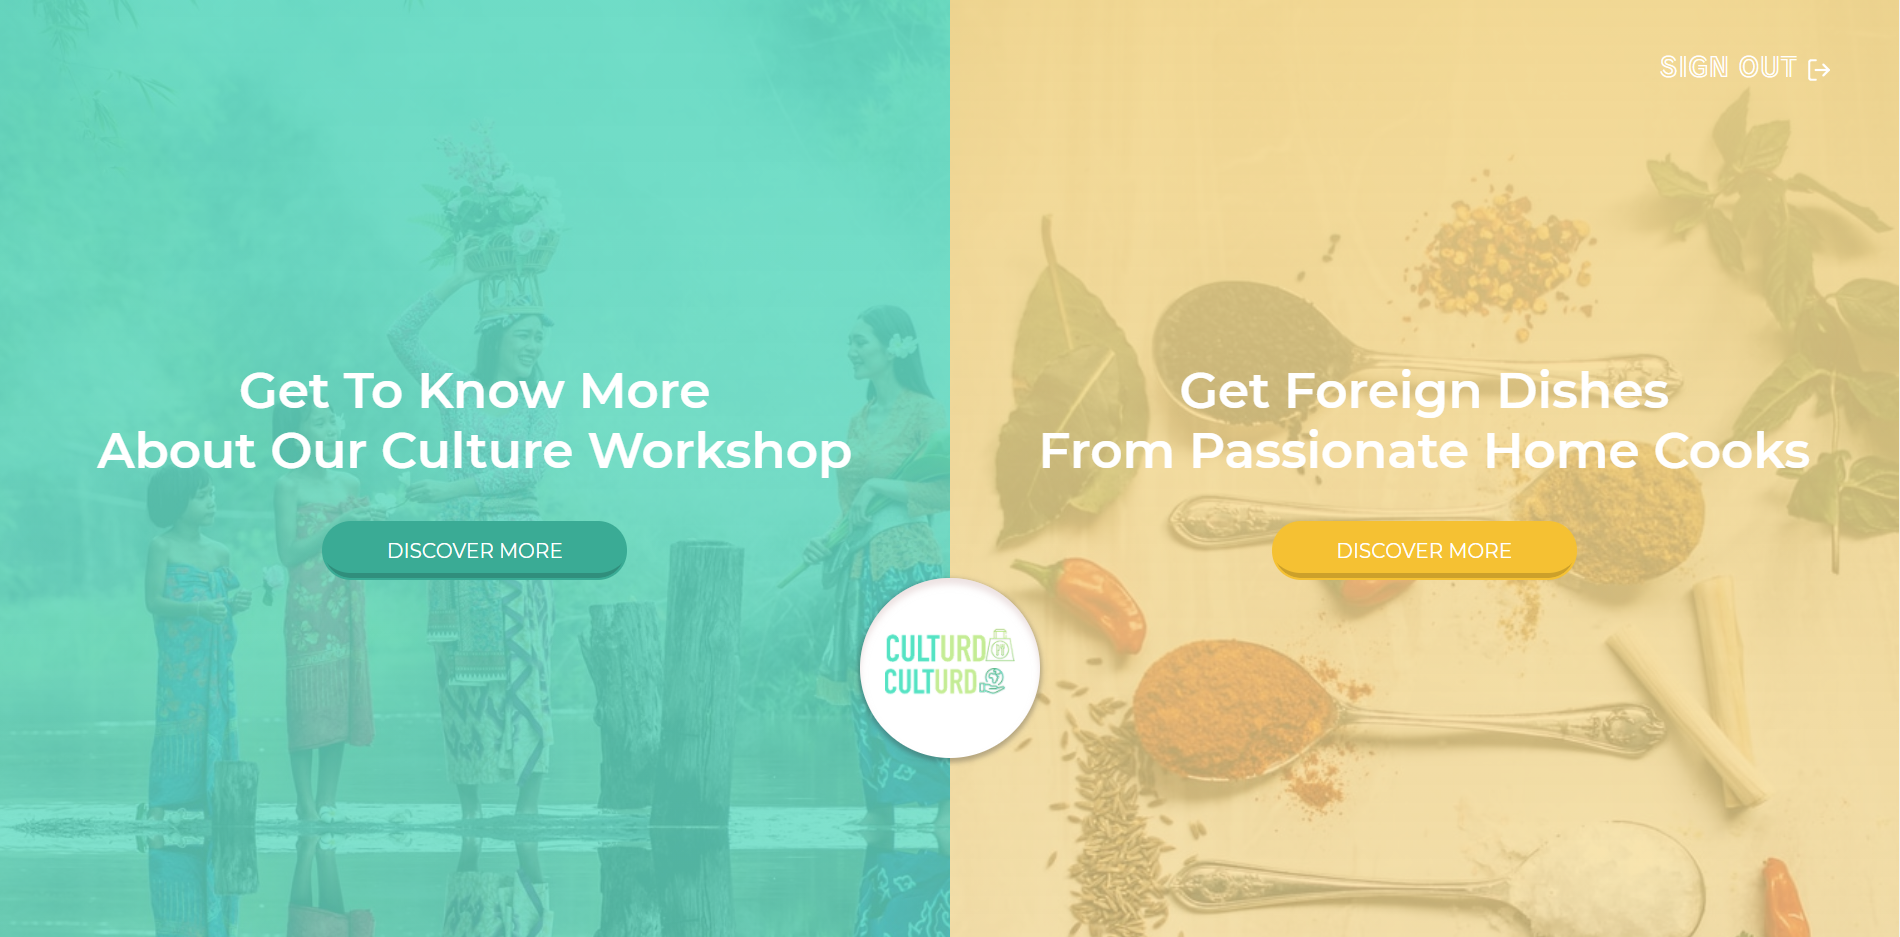 SIGN OUT
Get To Know More
About Our Culture Workshop
DISCOVER MORE
Get Foreign Dishes
From Passionate Home Cooks
DISCOVER MORE
CULTURD
CULTURD